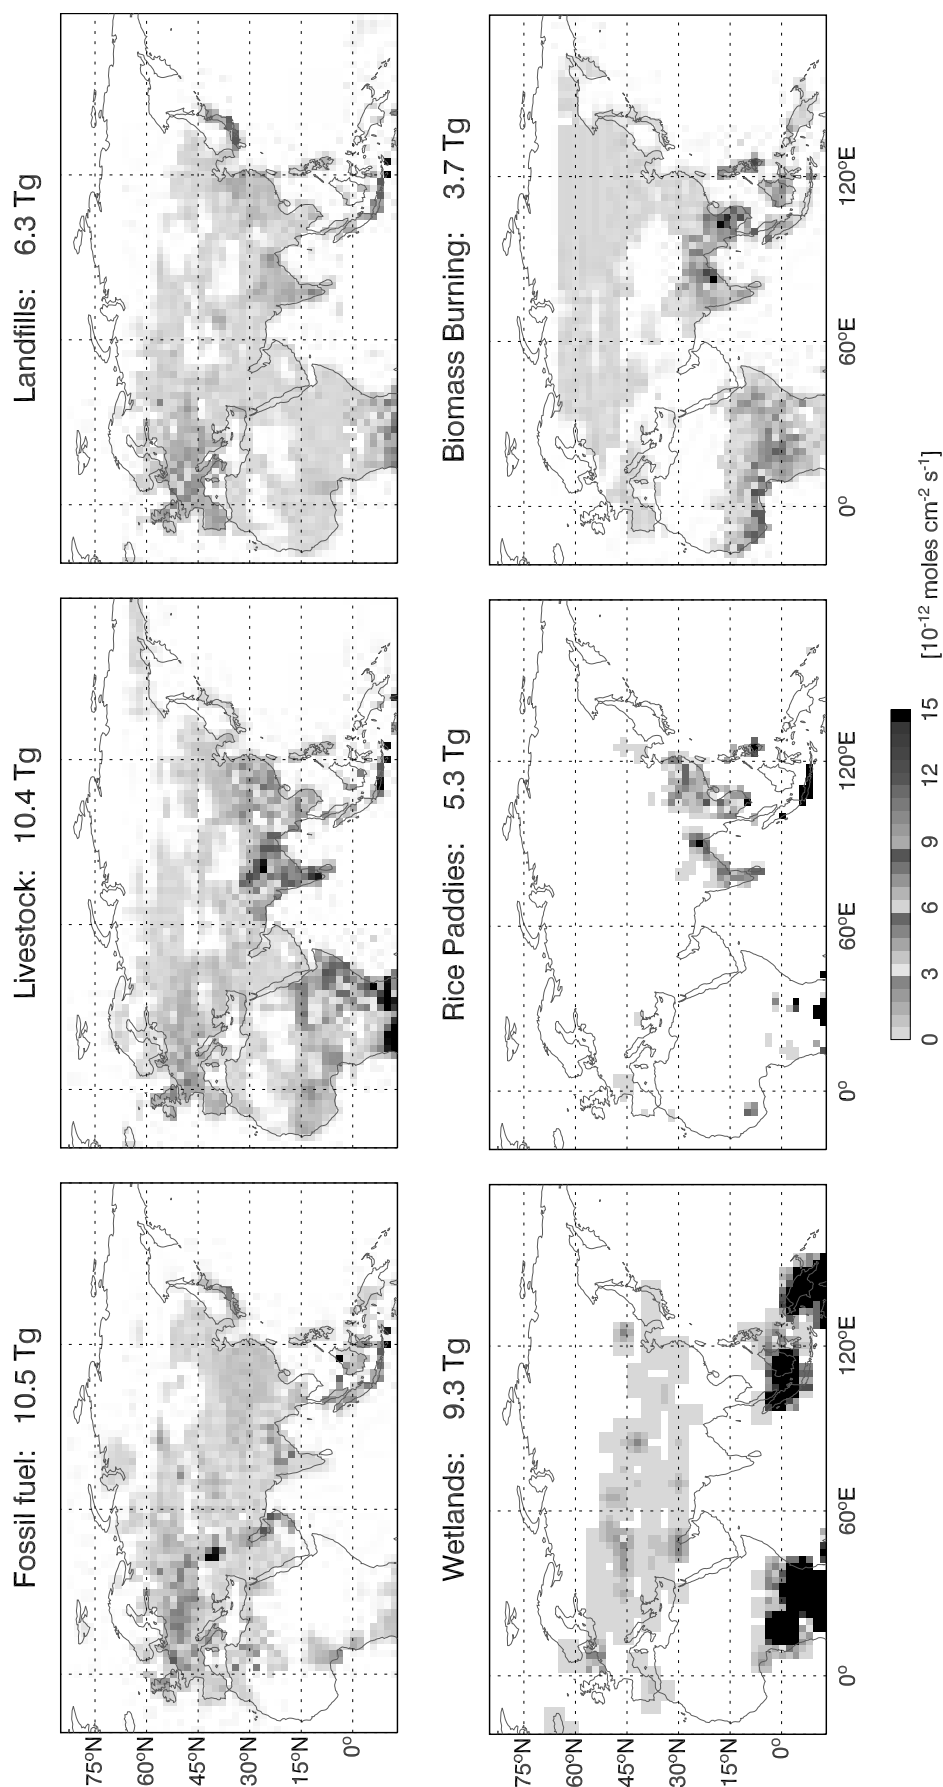 Fossil fuel: 10.5 Tg
Livestock: 10.4 Tg
Landfills: 6.3 Tg
75°N
60°N
45°N
30°N
15°N
0°
Wetlands: 9.3 Tg
Rice Paddies: 5.3 Tg
Biomass Burning: 3.7 Tg
75°N
60°N
45°N
30°N
15°N
0°
0° 60°E 120°E
0° 60°E 120°E
0° 60°E 120°E
0 3 6 9 12 15 [10⁻¹² moles cm⁻² s⁻¹]